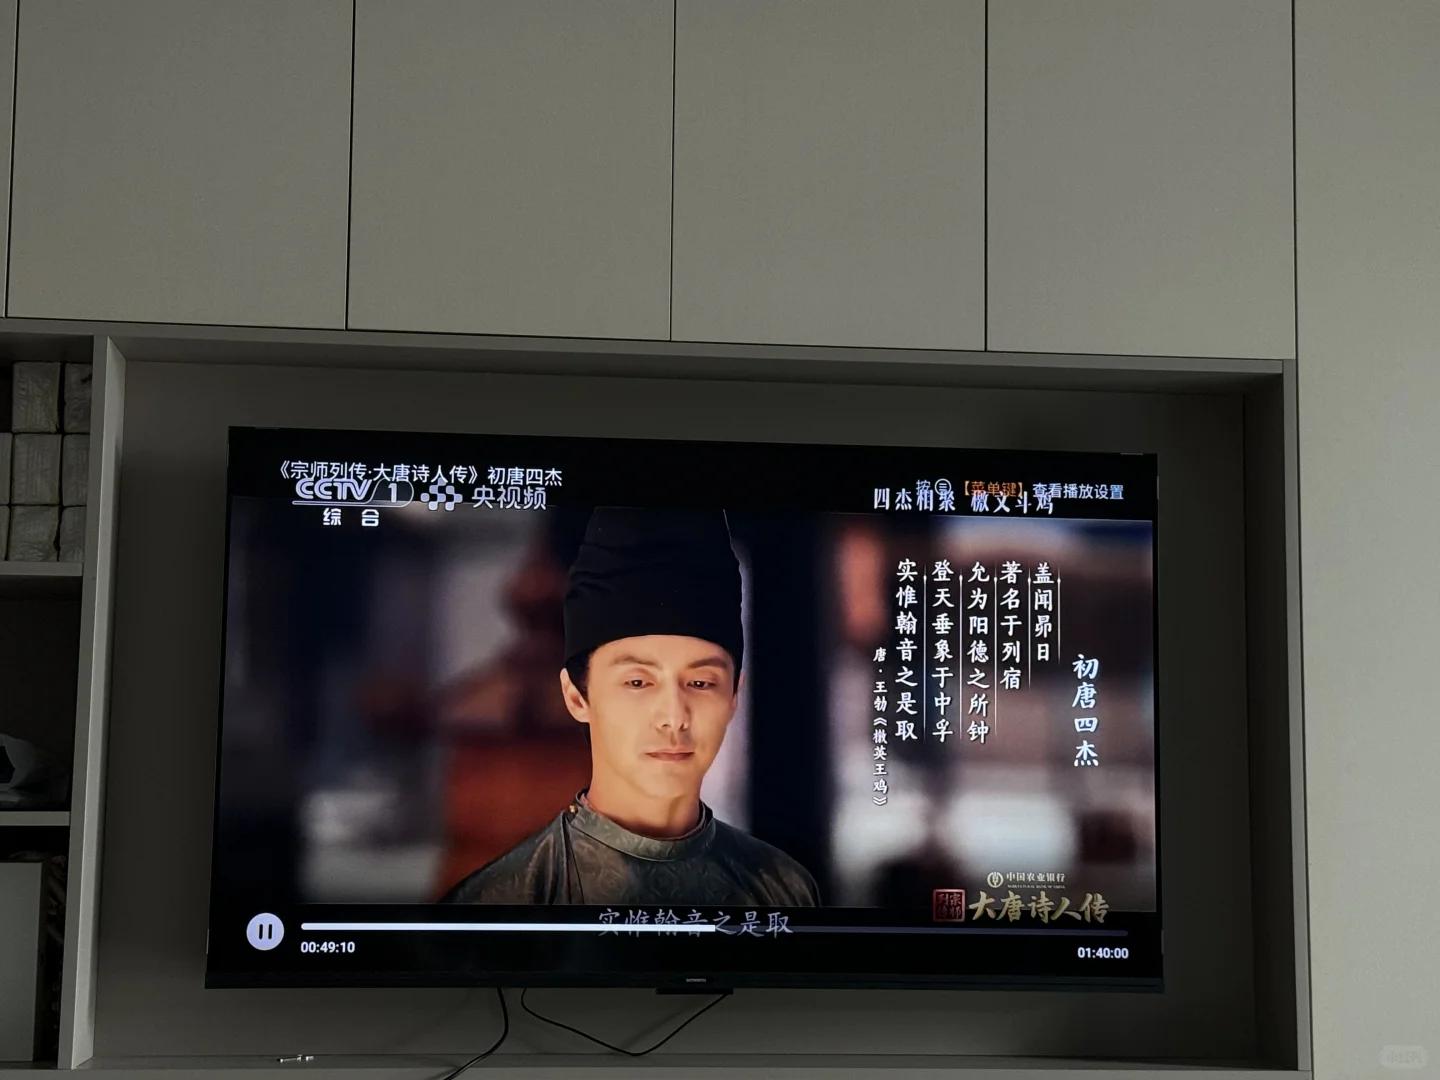 《宗师列传·大唐诗人传》初唐四杰
CCTV 1
综合
央视频
按 【菜单键】 查看播放设置
四杰相聚 檄文斗鸡
初唐四杰
盖闻昴日
著名于列宿
允为阳德之所钟
登天垂象于中孚
实惟翰音之是取
唐·王勃《檄英王鸡》
中国农业银行
AGRICULTURAL BANK OF CHINA
大唐诗人传
实惟翰音之是取
00:49:10
01:40:00